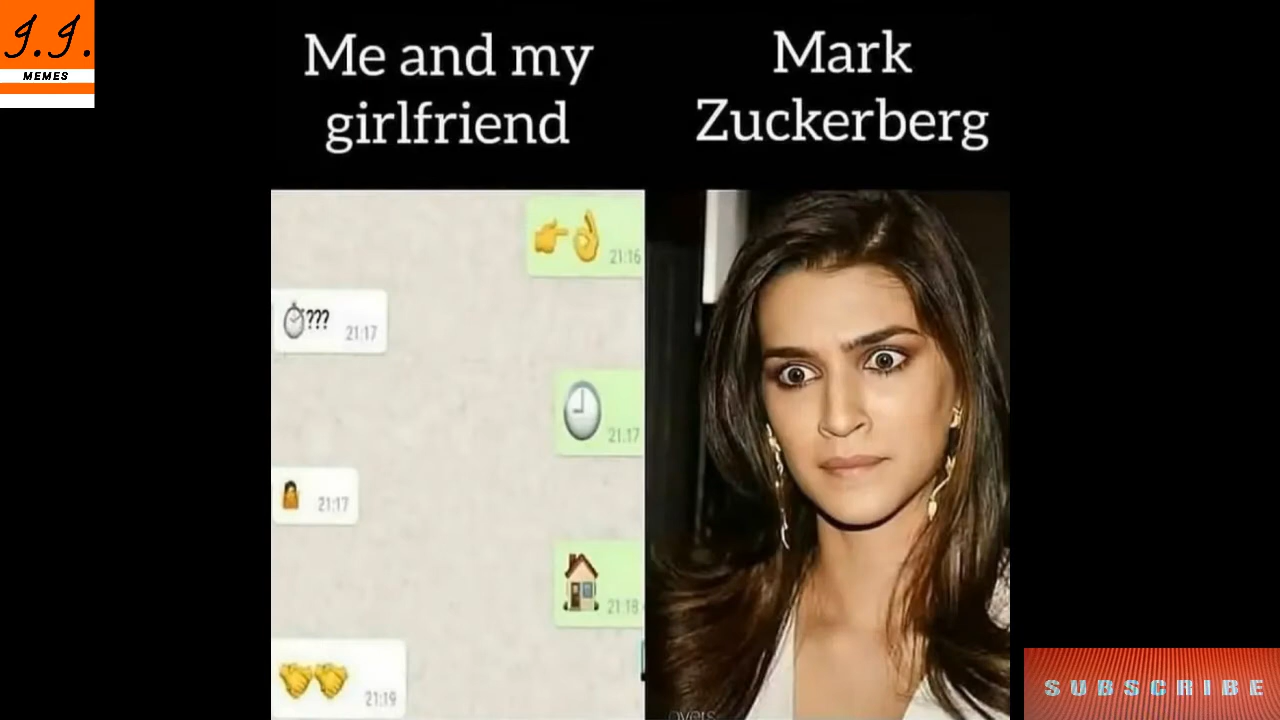 J.J.
MEMES
Me and my
girlfriend
Mark
Zuckerberg
21:16
??? 21:17
21:17
21:17
21:18
21:19
SUBSCRIBE